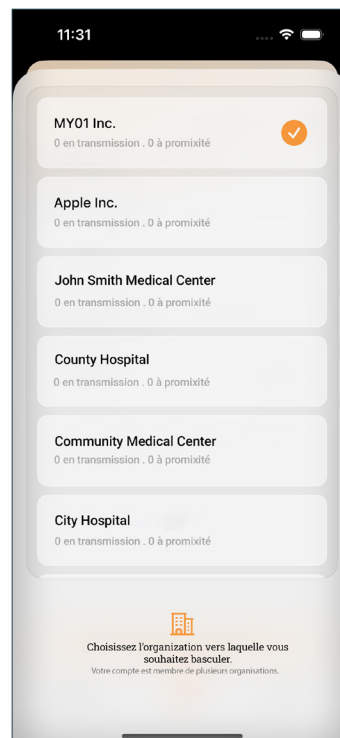 11:31
MY01 Inc.
0 en transmission . 0 à promixité
Apple Inc.
0 en transmission . 0 à promixité
John Smith Medical Center
0 en transmission . 0 à promixité
County Hospital
0 en transmission . 0 à promixité
Community Medical Center
0 en transmission . 0 à promixité
City Hospital
0 en transmission . 0 à promixité
Choisissez l'organization vers laquelle vous
souhaitez basculer.
Votre compte est membre de plusieurs organisations.